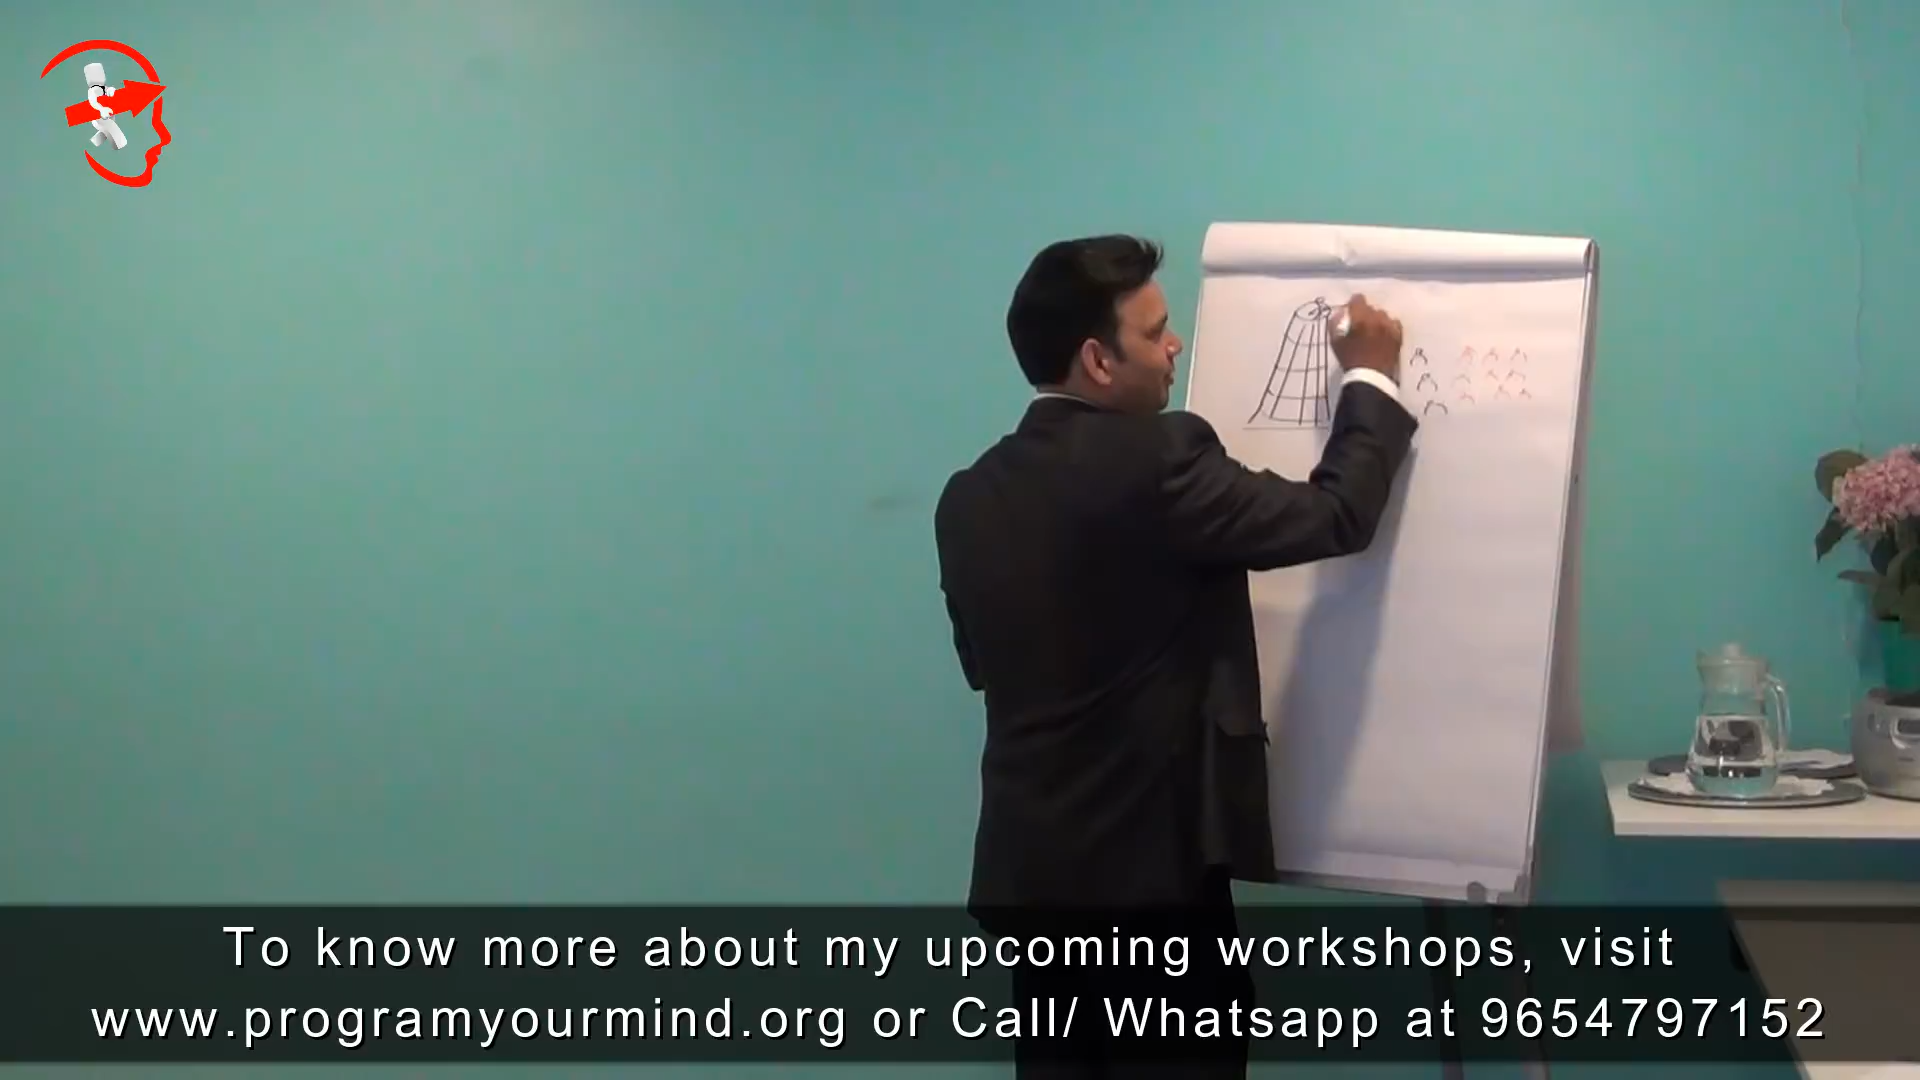 To know more about my upcoming workshops, visit
www.programyourmind.org or Call/ Whatsapp at 9654797152